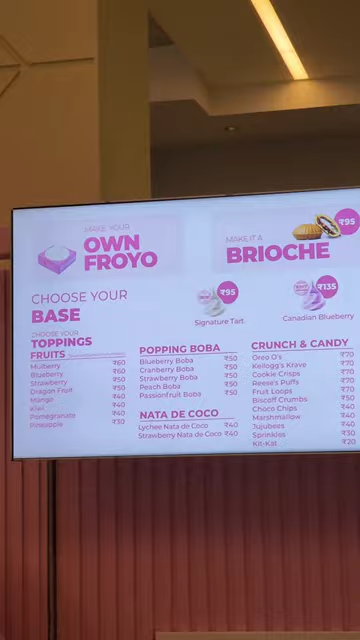 MAKE YOUR
OWN
FROYO
MAKE IT A
BRIOCHE
₹95
CHOOSE YOUR
BASE
₹95
Signature Tart
₹135
Canadian Blueberry
CHOOSE YOUR
TOPPINGS
FRUITS
Mulberry ₹60
Blueberry ₹60
Strawberry ₹50
Dragon Fruit ₹50
Mango ₹40
Kiwi ₹40
Pomegranate ₹40
Pineapple ₹30
POPPING BOBA
Blueberry Boba ₹50
Cranberry Boba ₹50
Strawberry Boba ₹50
Peach Boba ₹50
Passionfruit Boba ₹50
NATA DE COCO
Lychee Nata de Coco ₹40
Strawberry Nata de Coco ₹40
CRUNCH & CANDY
Oreo O's ₹70
Kellogg's Krave ₹70
Cookie Crisps ₹70
Reese's Puffs ₹70
Fruit Loops ₹70
Biscoff Crumbs ₹50
Choco Chips ₹40
Marshmallow ₹40
Jujubees ₹40
Sprinkles ₹30
Kit-Kat ₹20